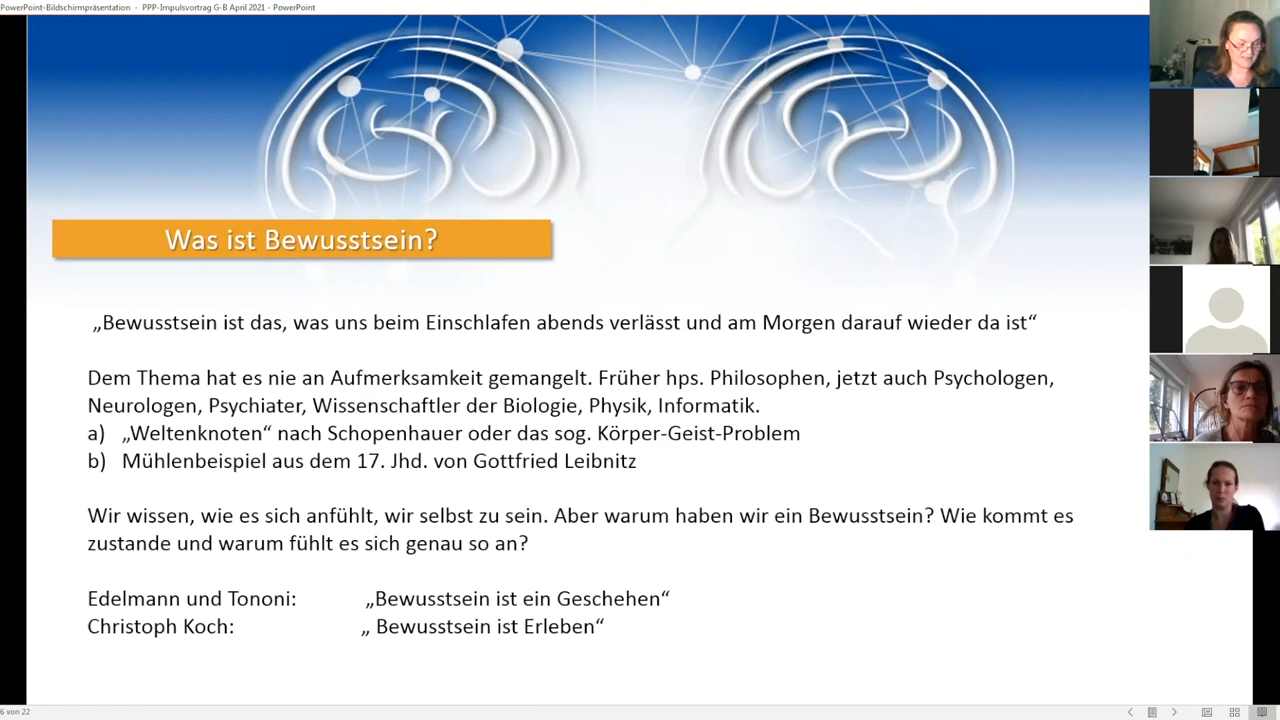 PowerPoint-Bildschirmpräsentation - PPP-Impulsvortrag G-B April 2021 - PowerPoint
Was ist Bewusstsein?
„Bewusstsein ist das, was uns beim Einschlafen abends verlässt und am Morgen darauf wieder da ist“
Dem Thema hat es nie an Aufmerksamkeit gemangelt. Früher hps. Philosophen, jetzt auch Psychologen,
Neurologen, Psychiater, Wissenschaftler der Biologie, Physik, Informatik.
a) „Weltenknoten“ nach Schopenhauer oder das sog. Körper-Geist-Problem
b) Mühlenbeispiel aus dem 17. Jhd. von Gottfried Leibnitz
Wir wissen, wie es sich anfühlt, wir selbst zu sein. Aber warum haben wir ein Bewusstsein? Wie kommt es
zustande und warum fühlt es sich genau so an?
Edelmann und Tononi: „Bewusstsein ist ein Geschehen“
Christoph Koch: „ Bewusstsein ist Erleben“
6 von 22